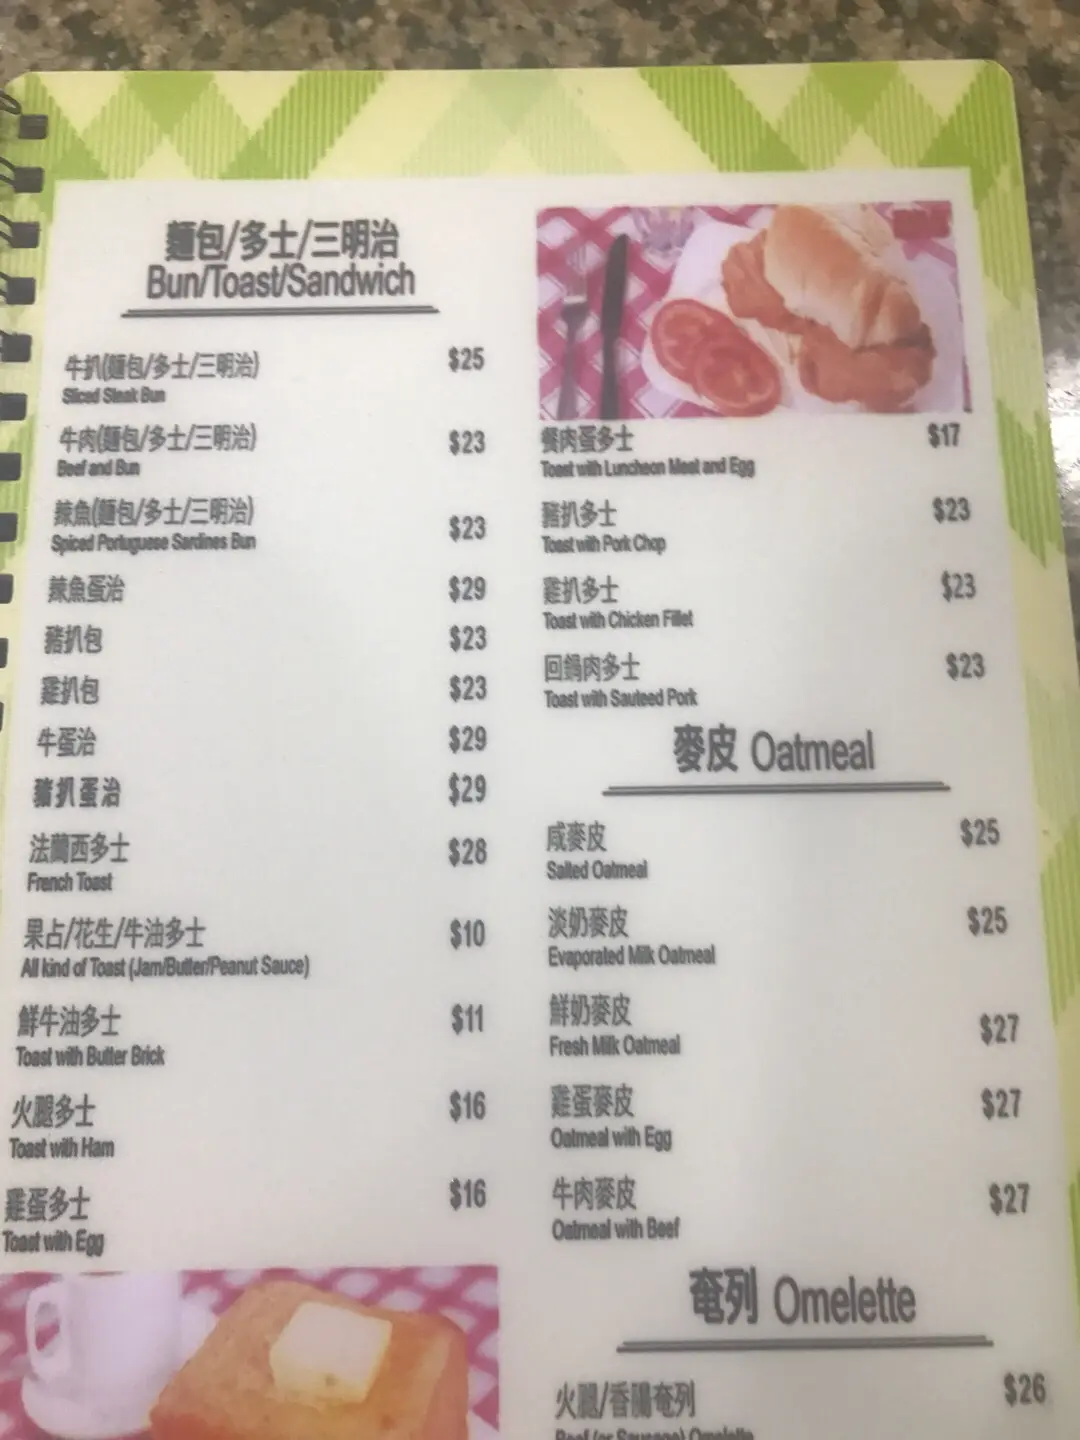 麵包/多士/三明治
Bun/Toast/Sandwich
牛扒(麵包/多士/三明治) $25
Sliced Steak Bun
牛肉(麵包/多士/三明治) $23
Beef and Bun
辣魚(麵包/多士/三明治) $23
Spiced Portuguese Sardines Bun
辣魚蛋治 $29
豬扒包 $23
雞扒包 $23
牛蛋治 $29
豬扒蛋治 $29
法蘭西多士 $28
French Toast
果占/花生/牛油多士 $10
All kind of Toast (Jam/Butter/Peanut Sauce)
鮮牛油多士 $11
Toast with Butter Brick
火腿多士 $16
Toast with Ham
雞蛋多士 $16
Toast with Egg
餐肉蛋多士 $17
Toast with Luncheon Meat and Egg
豬扒多士 $23
Toast with Pork Chop
雞扒多士 $23
Toast with Chicken Fillet
回鍋肉多士 $23
Toast with Sauteed Pork
麥皮 Oatmeal
咸麥皮 $25
Salted Oatmeal
淡奶麥皮 $25
Evaporated Milk Oatmeal
鮮奶麥皮 $27
Fresh Milk Oatmeal
雞蛋麥皮 $27
Oatmeal with Egg
牛肉麥皮 $27
Oatmeal with Beef
奄列 Omelette
火腿/香腸奄列 $26
Beef (or Sausage) Omelette